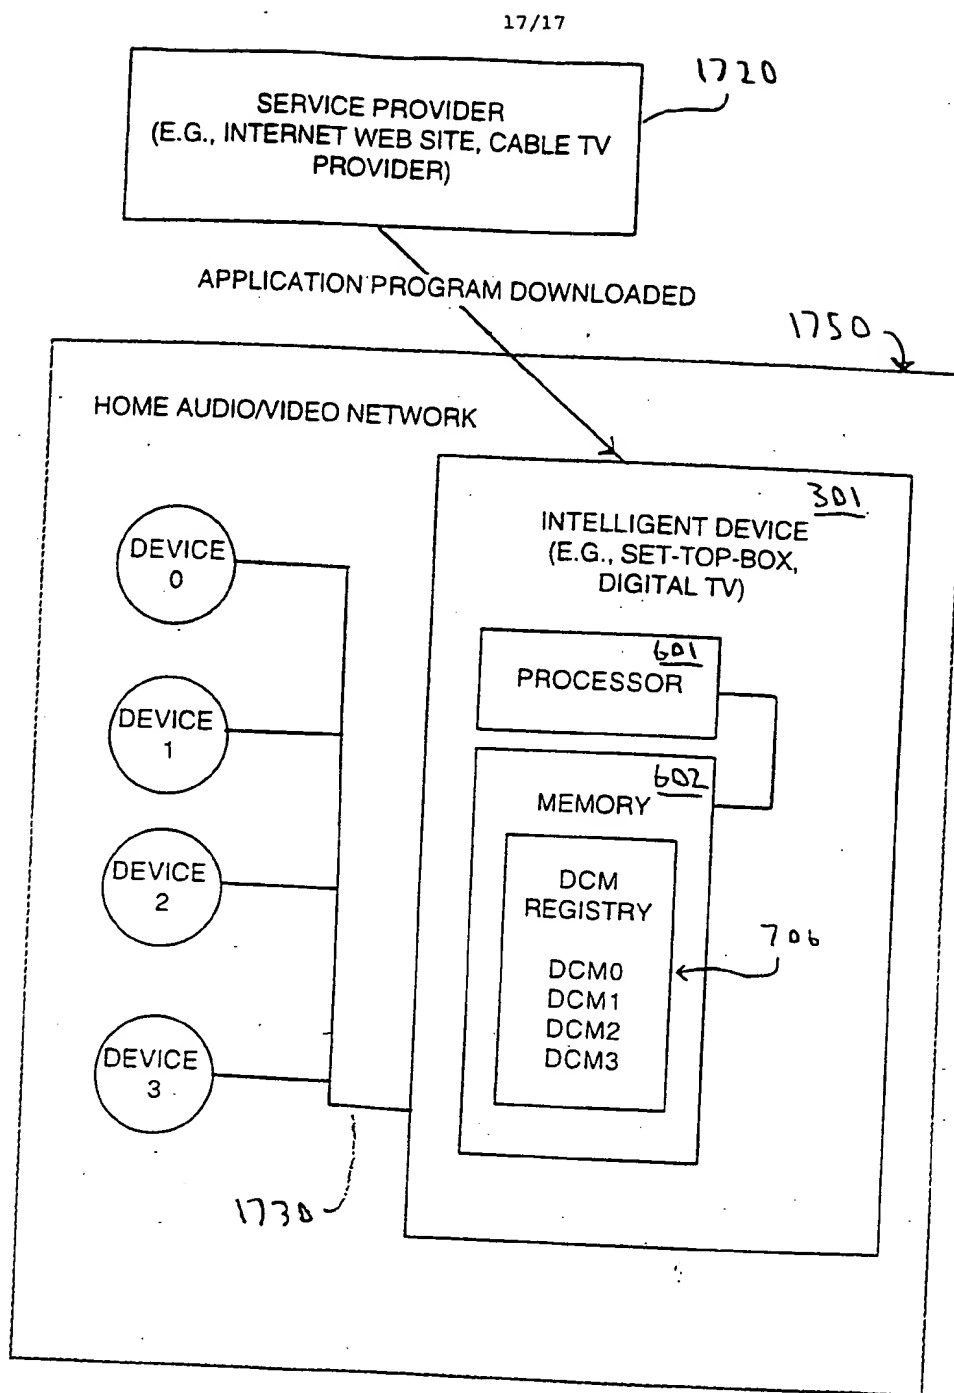 17/17
1720
SERVICE PROVIDER
(E.G., INTERNET WEB SITE, CABLE TV
PROVIDER)
APPLICATION PROGRAM DOWNLOADED
1750
HOME AUDIO/VIDEO NETWORK
301
INTELLIGENT DEVICE
(E.G., SET-TOP-BOX,
DIGITAL TV)
DEVICE
0
601
PROCESSOR
DEVICE
1
602
MEMORY
DEVICE
2
DCM
REGISTRY
706
DCM0
DCM1
DCM2
DCM3
DEVICE
3
1730